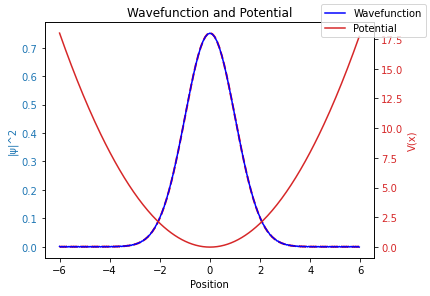 Wavefunction and Potential
Wavefunction
Potential
|ψ|^2
0.7
0.6
0.5
0.4
0.3
0.2
0.1
0.0
17.5
15.0
12.5
10.0
7.5
5.0
2.5
0.0
V(x)
−6 −4 −2 0 2 4 6
Position